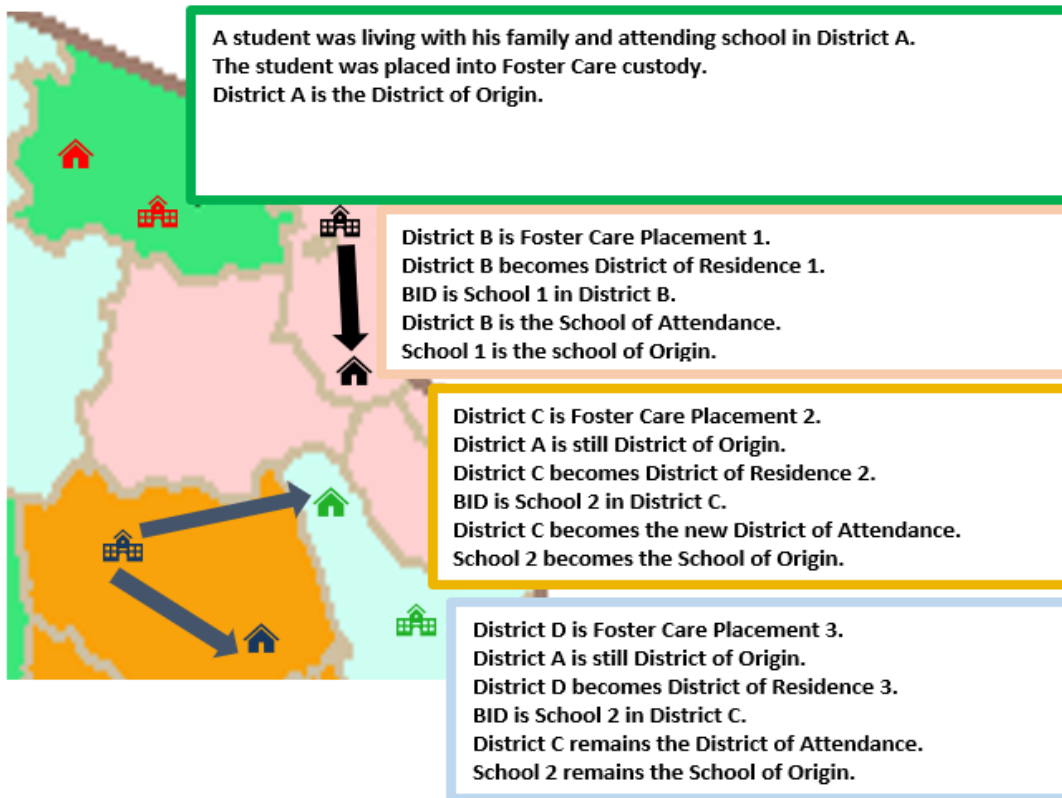 A student was living with his family and attending school in District A.
The student was placed into Foster Care custody.
District A is the District of Origin.
District B is Foster Care Placement 1.
District B becomes District of Residence 1.
BID is School 1 in District B.
District B is the School of Attendance.
School 1 is the school of Origin.
District C is Foster Care Placement 2.
District A is still District of Origin.
District C becomes District of Residence 2.
BID is School 2 in District C.
District C becomes the new District of Attendance.
School 2 becomes the School of Origin.
District D is Foster Care Placement 3.
District A is still District of Origin.
District D becomes District of Residence 3.
BID is School 2 in District C.
District C remains the District of Attendance.
School 2 remains the School of Origin.